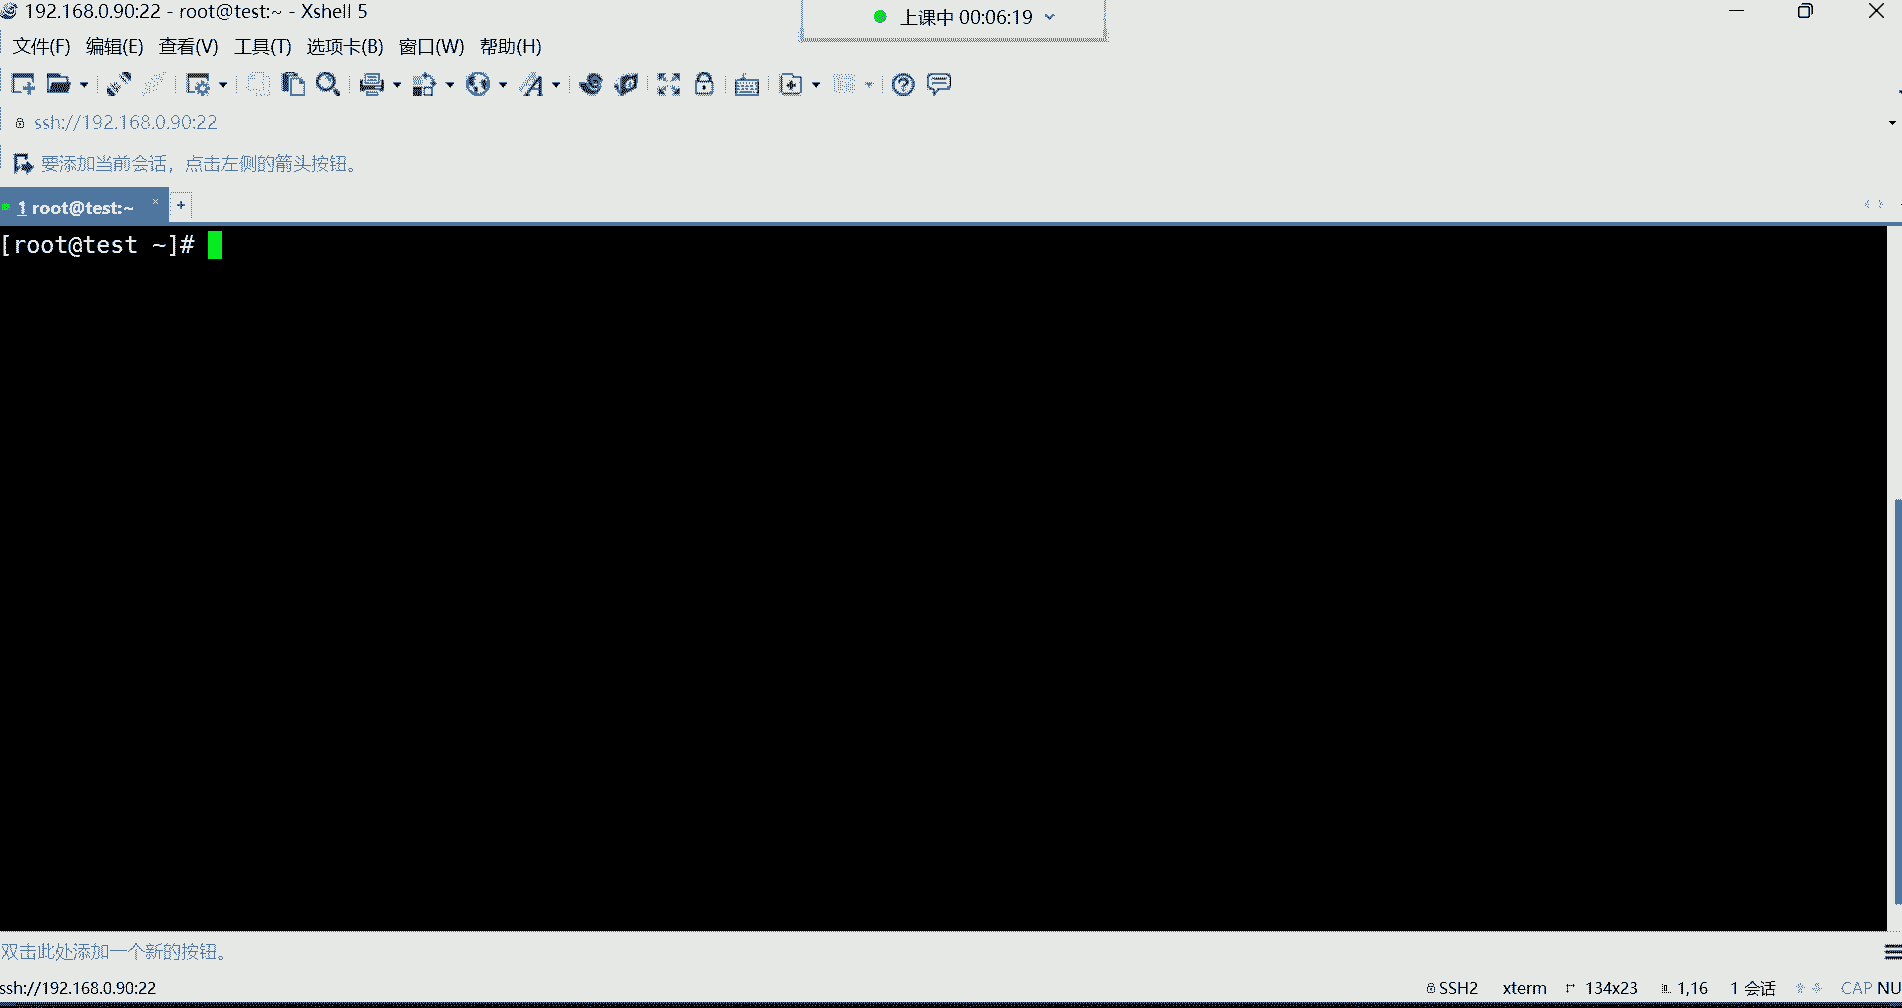 192.168.0.90:22 - root@test:~ - Xshell 5
上课中 00:06:19
文件(F) 编辑(E) 查看(V) 工具(T) 选项卡(B) 窗口(W) 帮助(H)
ssh://192.168.0.90:22
要添加当前会话，点击左侧的箭头按钮。
1 root@test:~ × +
[root@test ~]#
双击此处添加一个新的按钮。
ssh://192.168.0.90:22 SSH2 xterm 134x23 1,16 1 会话 CAP NU